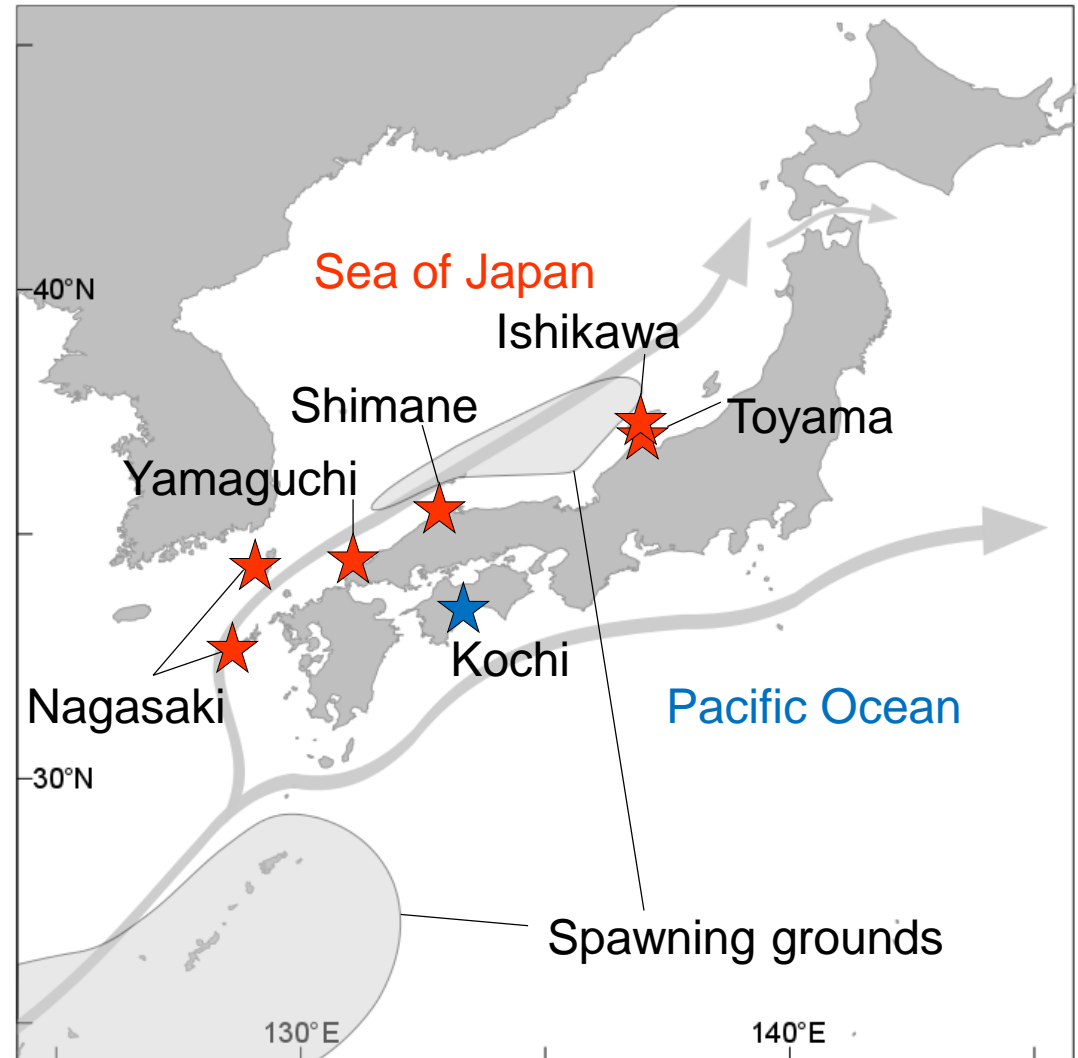 40°N
Sea of Japan
Ishikawa
Shimane
Toyama
Yamaguchi
Kochi
Nagasaki
Pacific Ocean
30°N
Spawning grounds
130°E
140°E